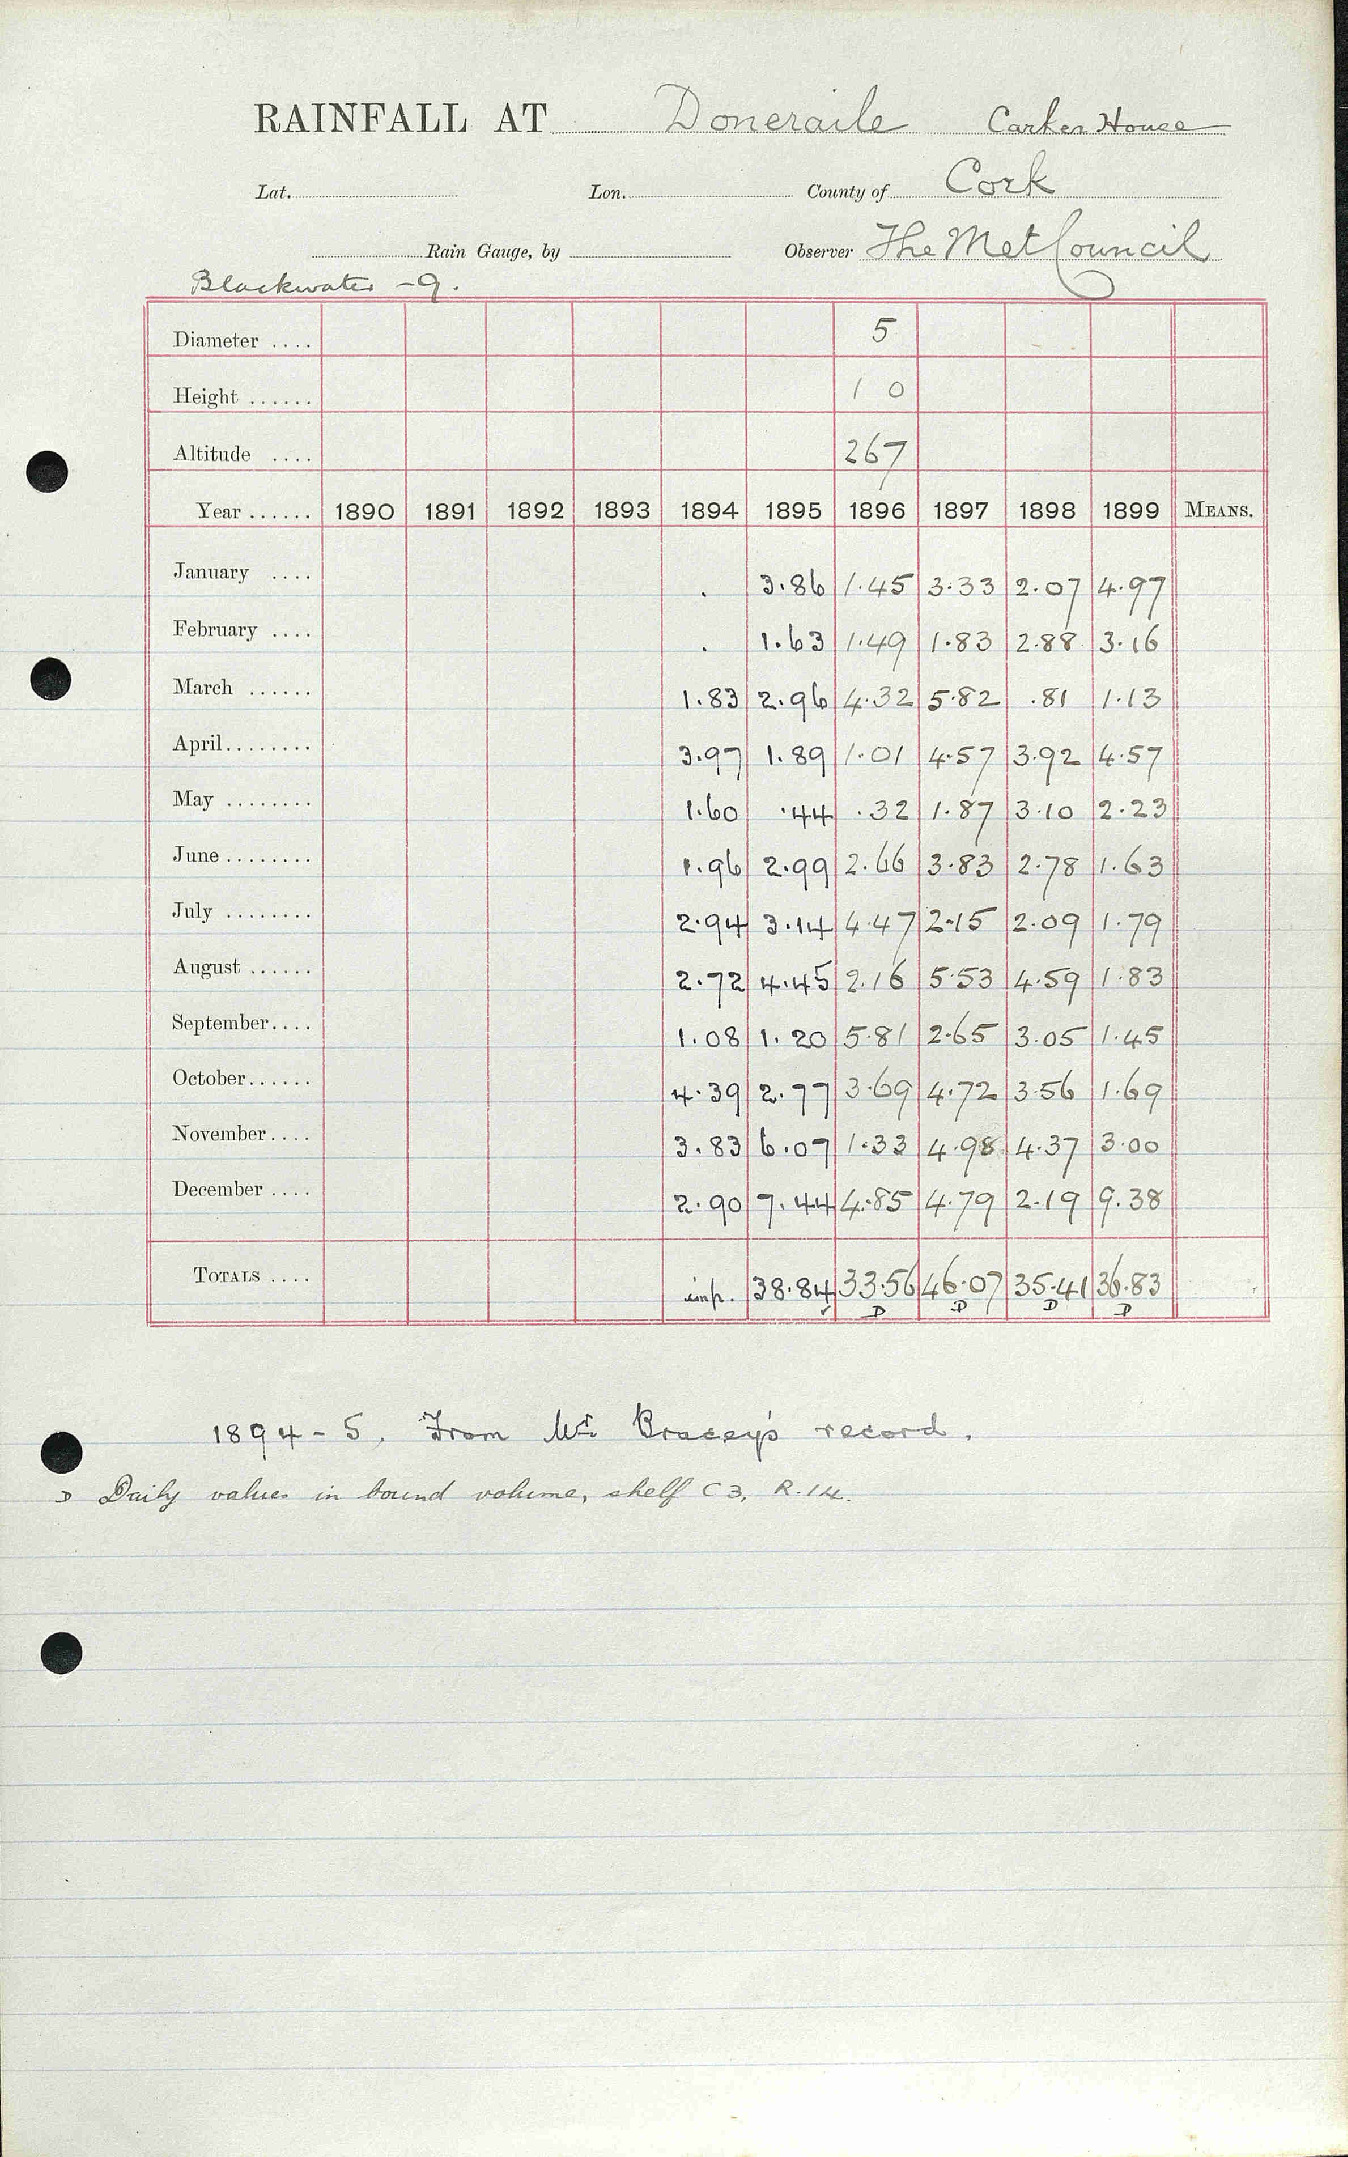 RAINFALL AT Doneraile Carker House
Lat. Lon. County of Cork
Rain Gauge, by Observer The Met Council
Blackwater - 9.
Diameter .... 5
Height ...... 1 0
Altitude .... 267
Year ...... 1890 1891 1892 1893 1894 1895 1896 1897 1898 1899 MEANS.
January .... . 3.86 1.45 3.33 2.07 4.97
February .... . 1.63 1.49 1.83 2.88 3.16
March ...... 1.83 2.96 4.32 5.82 .81 1.13
April........ 3.97 1.89 1.01 4.57 3.92 4.57
May ........ 1.60 .44 .32 1.87 3.10 2.23
June ........ 1.96 2.99 2.66 3.83 2.78 1.63
July ........ 2.94 3.14 4.47 2.15 2.09 1.79
August ...... 2.72 4.45 2.16 5.53 4.59 1.83
September.... 1.08 1.20 5.81 2.65 3.05 1.45
October...... 4.39 2.77 3.69 4.72 3.56 1.69
November.... 3.83 6.07 1.33 4.98 4.37 3.00
December .... 2.90 7.44 4.85 4.79 2.19 9.38
TOTALS .... imp. 38.84 33.56 46.07 35.41 36.83
✓ D D D D
1894-5. From Mr. Bracey's record.
D Daily values in bound volume, shelf C3, R.14.